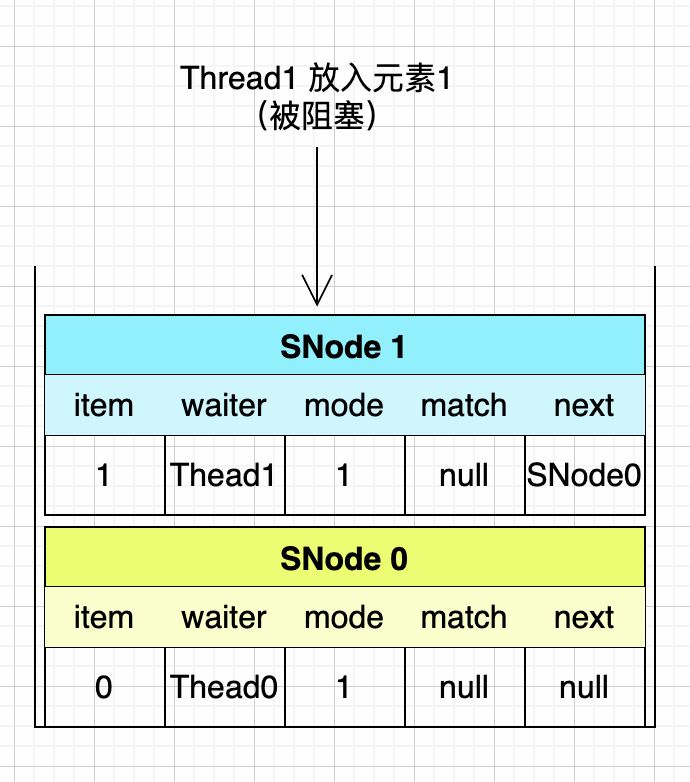 Thread1 放入元素1
（被阻塞）
SNode 1
item waiter mode match next
1 Thead1 1 null SNode0
SNode 0
item waiter mode match next
0 Thead0 1 null null